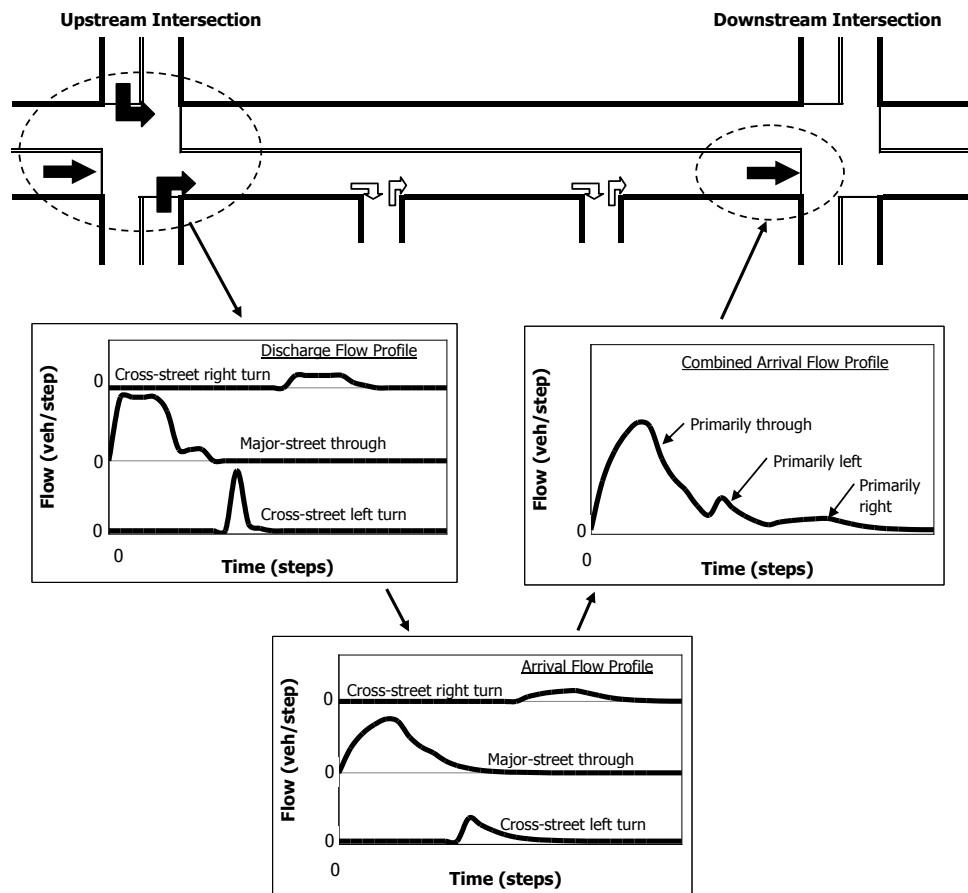 Upstream Intersection
Downstream Intersection
Discharge Flow Profile
Flow (veh/step)
0
Cross-street right turn
0
Major-street through
0
Cross-street left turn
0
Time (steps)
Combined Arrival Flow Profile
Flow (veh/step)
Primarily through
Primarily left
Primarily
right
0
0
Time (steps)
Arrival Flow Profile
Flow (veh/step)
0
Cross-street right turn
0
Major-street through
0
Cross-street left turn
0
Time (steps)